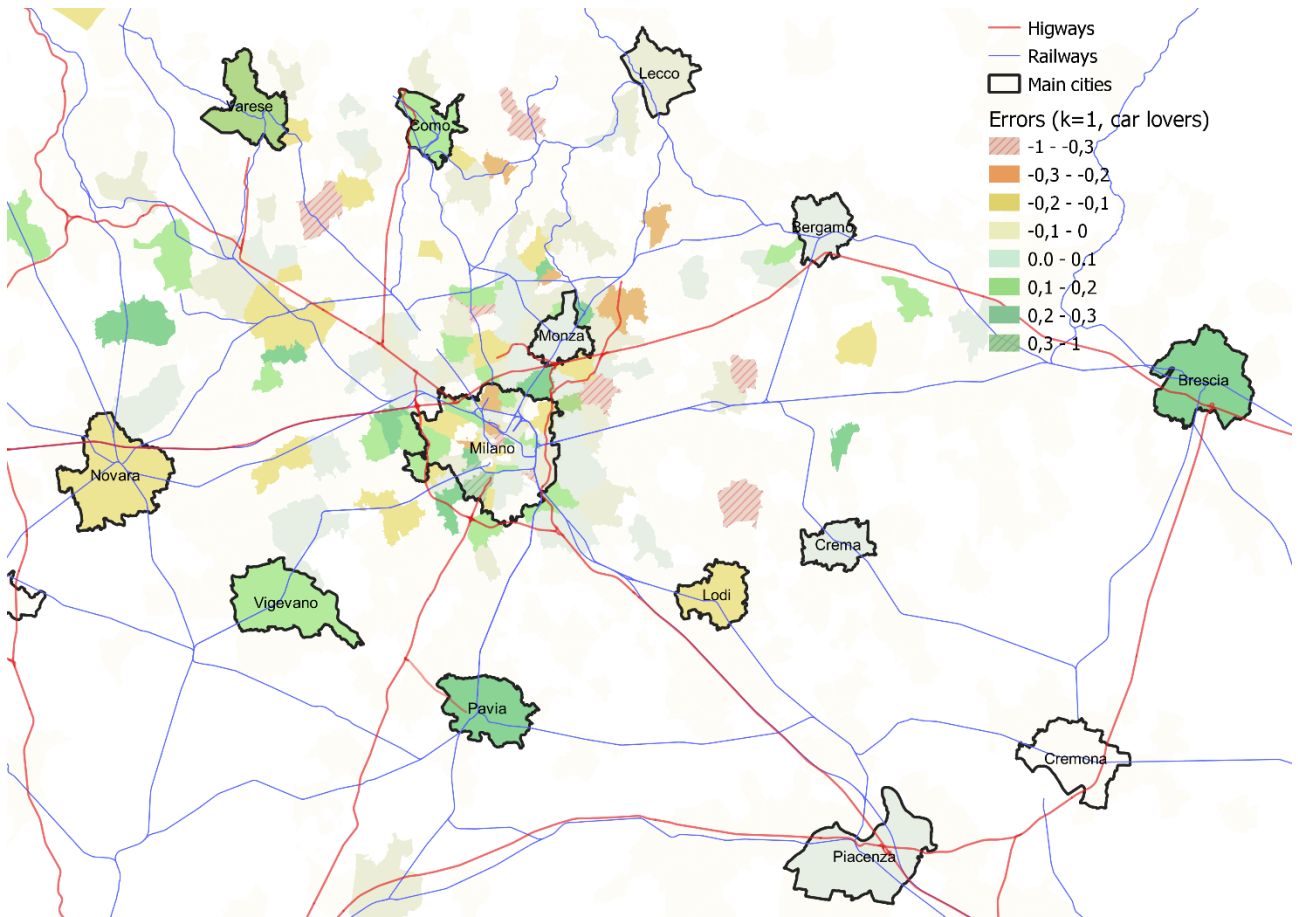 Higways
Railways
Main cities
Errors (k=1, car lovers)
-1 - -0,3
-0,3 - -0,2
-0,2 - -0,1
-0,1 - 0
0.0 - 0.1
0,1 - 0,2
0,2 - 0,3
0,3 - 1
Lecco
Varese
Como
Bergamo
Monza
Brescia
Milano
Novara
Crema
Lodi
Vigevano
Pavia
Cremona
Piacenza